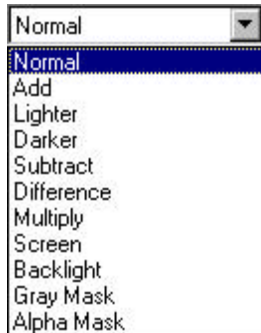 Normal
Normal
Add
Lighter
Darker
Subtract
Difference
Multiply
Screen
Backlight
Gray Mask
Alpha Mask